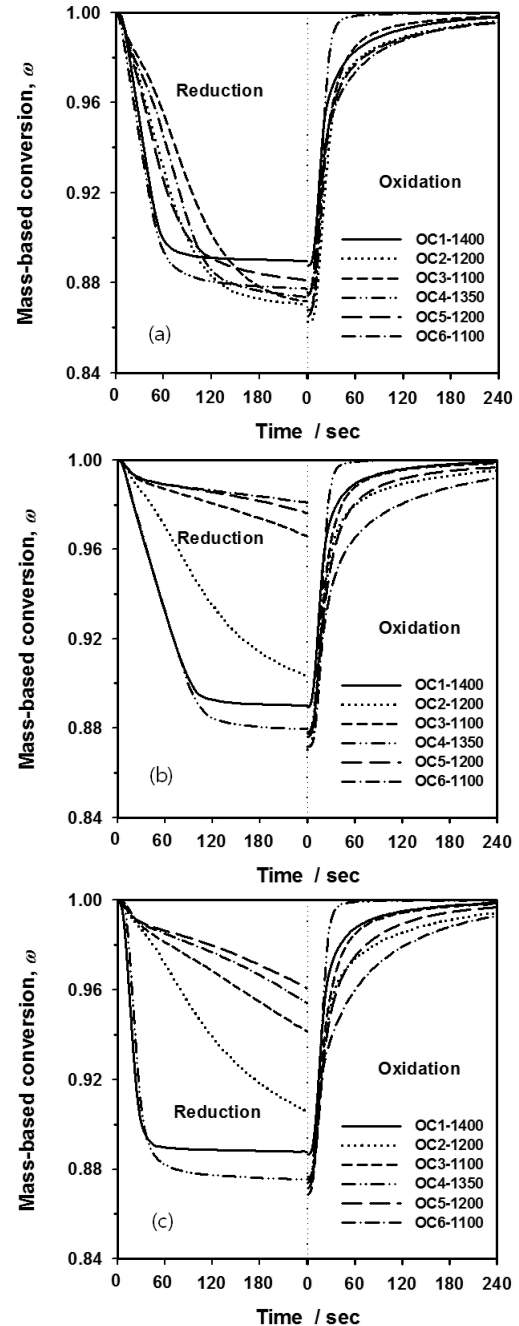 1.00
0.96
0.92
0.88
0.84
Mass-based conversion, ω
Reduction
Oxidation
OC1-1400
OC2-1200
OC3-1100
OC4-1350
OC5-1200
OC6-1100
(a)
0 60 120 180 0 60 120 180 240
Time / sec
1.00
0.96
0.92
0.88
0.84
Mass-based conversion, ω
Reduction
Oxidation
OC1-1400
OC2-1200
OC3-1100
OC4-1350
OC5-1200
OC6-1100
(b)
0 60 120 180 0 60 120 180 240
Time / sec
1.00
0.96
0.92
0.88
0.84
Mass-based conversion, ω
Oxidation
Reduction
OC1-1400
OC2-1200
OC3-1100
OC4-1350
OC5-1200
OC6-1100
(c)
0 60 120 180 0 60 120 180 240
Time / sec